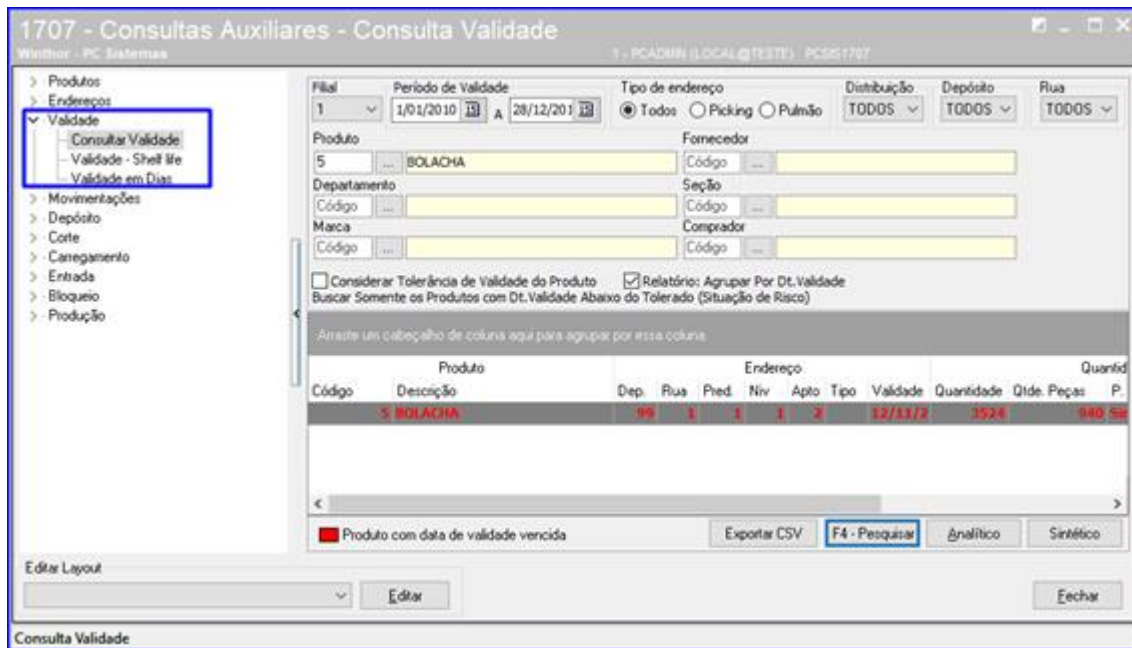 1707 - Consultas Auxiliares - Consulta Validade
Winthor - PC Sistemas 1 - PCADMIN (LOCAL@TESTE) PCSIS1707
Produtos
Endereços
Validade
Consultar Validade
Validade - Shelf life
Validade em Dias
Movimentações
Depósito
Corte
Carregamento
Entrada
Bloqueio
Produção
Filial Período de Validade Tipo de endereço Distribuição Depósito Rua
1 1/01/2010 A 28/12/201 Todos Picking Pulmão TODOS TODOS TODOS
Produto Fornecedor
5 ... BOLACHA Código ...
Departamento Seção
Código ... Código ...
Marca Comprador
Código ... Código ...
Considerar Tolerância de Validade do Produto Relatório: Agrupar Por Dt.Validade
Buscar Somente os Produtos com Dt.Validade Abaixo do Tolerado (Situação de Risco)
Arraste um cabeçalho de coluna aqui para agrupar por essa coluna
Produto Endereço Quantid
Código Descrição Dep. Rua Pred. Niv Apto Tipo Validade Quantidade Qtde. Peças P.
5 BOLACHA 99 1 1 1 2 12/11/2 3524 940
Produto com data de validade vencida Exportar CSV F4 - Pesquisar Analítico Sintético
Editar Layout
Editar Fechar
Consulta Validade